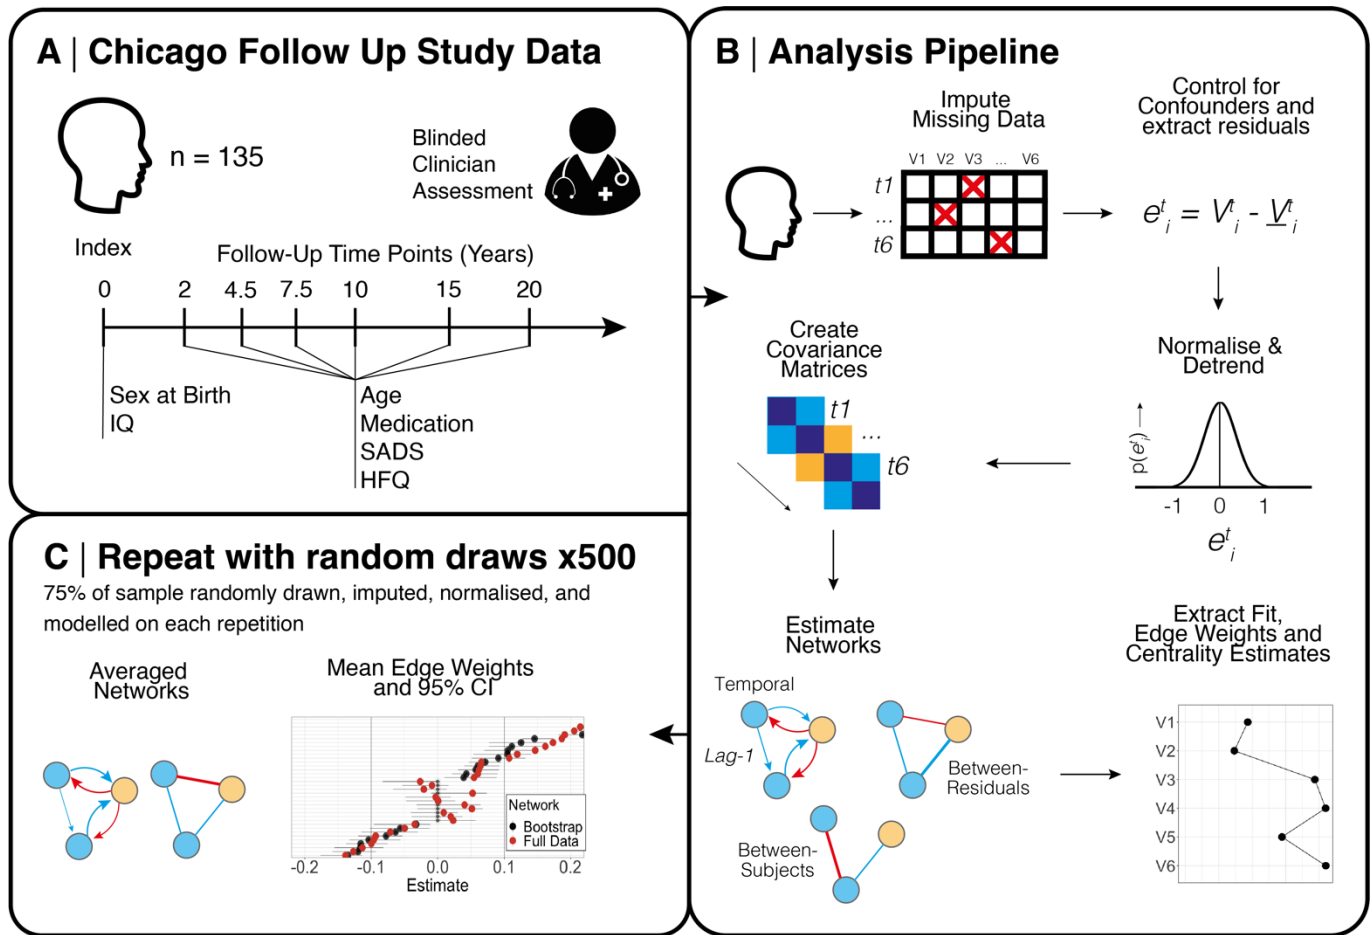 A | Chicago Follow Up Study Data
n = 135
Blinded
Clinician
Assessment
Index
Follow-Up Time Points (Years)
0 2 4.5 7.5 10 15 20
Sex at Birth
IQ
Age
Medication
SADS
HFQ
B | Analysis Pipeline
Impute
Missing Data
V1 V2 V3 ... V6
t1
...
t6
Control for
Confounders and
extract residuals
eᵗᵢ = Vᵗᵢ - V̲ᵗᵢ
Normalise &
Detrend
p(eᵗᵢ)
-1 0 1
eᵗᵢ
Create
Covariance
Matrices
t1
...
t6
Estimate
Networks
Temporal
Lag-1
Between-
Residuals
Between-
Subjects
Extract Fit,
Edge Weights and
Centrality Estimates
V1
V2
V3
V4
V5
V6
C | Repeat with random draws x500
75% of sample randomly drawn, imputed, normalised, and
modelled on each repetition
Averaged
Networks
Mean Edge Weights
and 95% CI
Network
Bootstrap
Full Data
-0.2 -0.1 0.0 0.1 0.2
Estimate